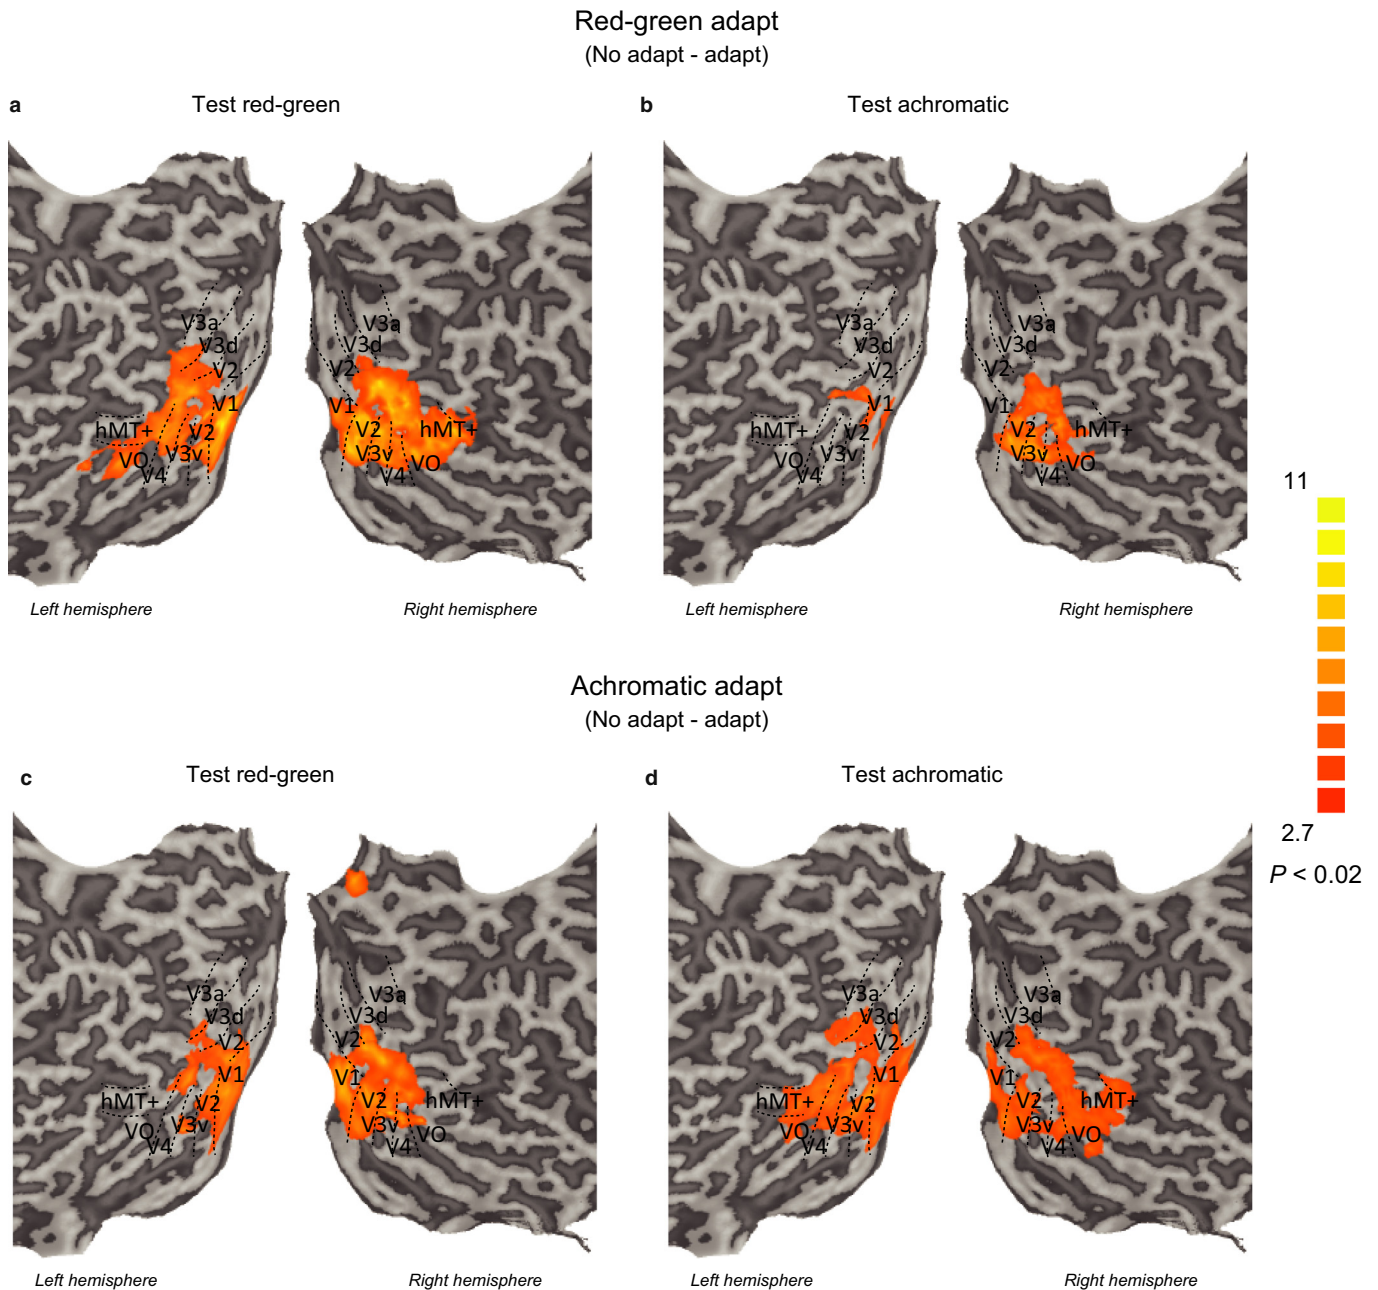 Red-green adapt
(No adapt - adapt)
a
Test red-green
b
Test achromatic
V3a
V3d
V2
V1
hMT+
V2
V3v
VO
V4
V3a
V3d
V2
V1
V2
hMT+
V3v
VO
V4
V3a
V3d
V2
V1
hMT+
V2
V3v
VO
V4
V3a
V3d
V2
V1
V2
hMT+
V3v
VO
V4
Left hemisphere
Right hemisphere
Left hemisphere
Right hemisphere
11
2.7
P < 0.02
Achromatic adapt
(No adapt - adapt)
c
Test red-green
d
Test achromatic
V3a
V3d
V2
V1
hMT+
V2
V3v
VO
V4
V3a
V3d
V2
V1
V2
hMT+
V3v
VO
V4
V3a
V3d
V2
V1
hMT+
V2
V3v
VO
V4
V3a
V3d
V2
V1
V2
hMT+
V3v
VO
V4
Left hemisphere
Right hemisphere
Left hemisphere
Right hemisphere